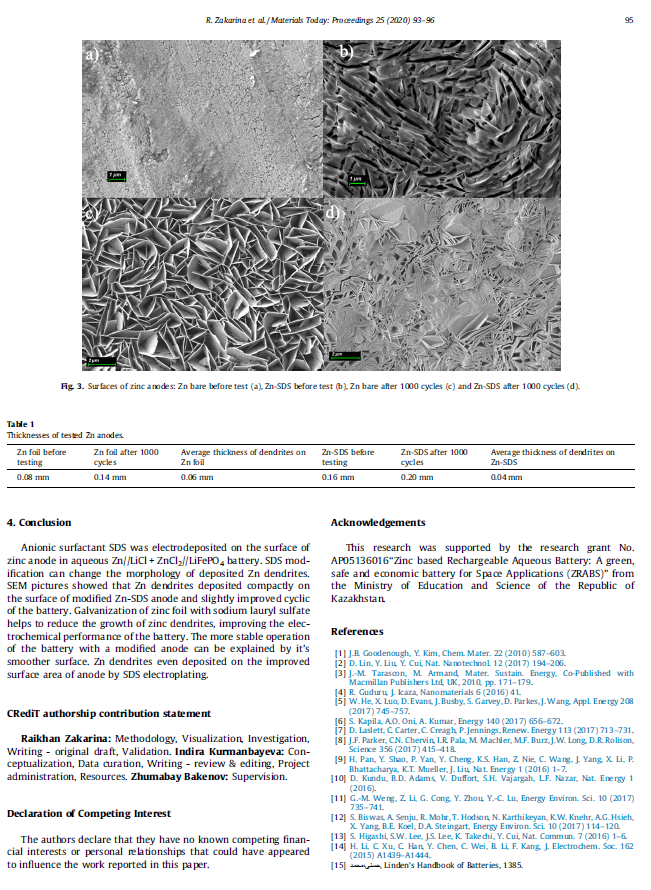 R. Zakarina et al. / Materials Today: Proceedings 25 (2020) 93–96
95
a)
b)
1 μm
1 μm
c)
d)
2 μm
2 μm
Fig. 3. Surfaces of zinc anodes: Zn bare before test (a), Zn-SDS before test (b), Zn bare after 1000 cycles (c) and Zn-SDS after 1000 cycles (d).
Table 1
Thicknesses of tested Zn anodes.
Zn foil before testing
Zn foil after 1000 cycles
Average thickness of dendrites on Zn foil
Zn-SDS before testing
Zn-SDS after 1000 cycles
Average thickness of dendrites on Zn-SDS
0.08 mm
0.14 mm
0.06 mm
0.16 mm
0.20 mm
0.04 mm
4. Conclusion
Anionic surfactant SDS was electrodeposited on the surface of
zinc anode in aqueous Zn//LiCl + ZnCl₂//LiFePO₄ battery. SDS mod-
ification can change the morphology of deposited Zn dendrites.
SEM pictures showed that Zn dendrites deposited compactly on
the surface of modified Zn-SDS anode and slightly improved cyclic
of the battery. Galvanization of zinc foil with sodium lauryl sulfate
helps to reduce the growth of zinc dendrites, improving the elec-
trochemical performance of the battery. The more stable operation
of the battery with a modified anode can be explained by it's
smoother surface. Zn dendrites even deposited on the improved
surface area of anode by SDS electroplating.
CRediT authorship contribution statement
Raikhan Zakarina: Methodology, Visualization, Investigation,
Writing - original draft, Validation. Indira Kurmanbayeva: Con-
ceptualization, Data curation, Writing - review & editing, Project
administration, Resources. Zhumabay Bakenov: Supervision.
Declaration of Competing Interest
The authors declare that they have no known competing finan-
cial interests or personal relationships that could have appeared
to influence the work reported in this paper.
Acknowledgements
This research was supported by the research grant No.
AP05136016"Zinc based Rechargeable Aqueous Battery: A green,
safe and economic battery for Space Applications (ZRABS)" from
the Ministry of Education and Science of the Republic of
Kazakhstan.
References
[1] J.B. Goodenough, Y. Kim, Chem. Mater. 22 (2010) 587–603.
[2] D. Lin, Y. Liu, Y. Cui, Nat. Nanotechnol. 12 (2017) 194–206.
[3] J.-M. Tarascon, M. Armand, Mater. Sustain. Energy, Co-Published with
Macmillan Publishers Ltd, UK, 2010, pp. 171–179.
[4] R. Guduru, J. Icaza, Nanomaterials 6 (2016) 41.
[5] W. He, X. Luo, D. Evans, J. Busby, S. Garvey, D. Parkes, J. Wang, Appl. Energy 208
(2017) 745–757.
[6] S. Kapila, A.O. Oni, A. Kumar, Energy 140 (2017) 656–672.
[7] D. Laslett, C. Carter, C. Creagh, P. Jennings, Renew. Energy 113 (2017) 713–731.
[8] J.F. Parker, C.N. Chervin, I.R. Pala, M. Machler, M.F. Burz, J.W. Long, D.R. Rolison,
Science 356 (2017) 415–418.
[9] H. Pan, Y. Shao, P. Yan, Y. Cheng, K.S. Han, Z. Nie, C. Wang, J. Yang, X. Li, P.
Bhattacharya, K.T. Mueller, J. Liu, Nat. Energy 1 (2016) 1–7.
[10] D. Kundu, B.D. Adams, V. Duffort, S.H. Vajargah, L.F. Nazar, Nat. Energy 1
(2016).
[11] G.-M. Weng, Z. Li, G. Cong, Y. Zhou, Y.-C. Lu, Energy Environ. Sci. 10 (2017)
735–741.
[12] S. Biswas, A. Senju, R. Mohr, T. Hodson, N. Karthikeyan, K.W. Knehr, A.G. Hsieh,
X. Yang, B.E. Koel, D.A. Steingart, Energy Environ. Sci. 10 (2017) 114–120.
[13] S. Higashi, S.W. Lee, J.S. Lee, K. Takechi, Y. Cui, Nat. Commun. 7 (2016) 1–6.
[14] H. Li, C. Xu, C. Han, Y. Chen, C. Wei, B. Li, F. Kang, J. Electrochem. Soc. 162
(2015) A1439–A1444.
[15] Linden's Handbook of Batteries, 1385.